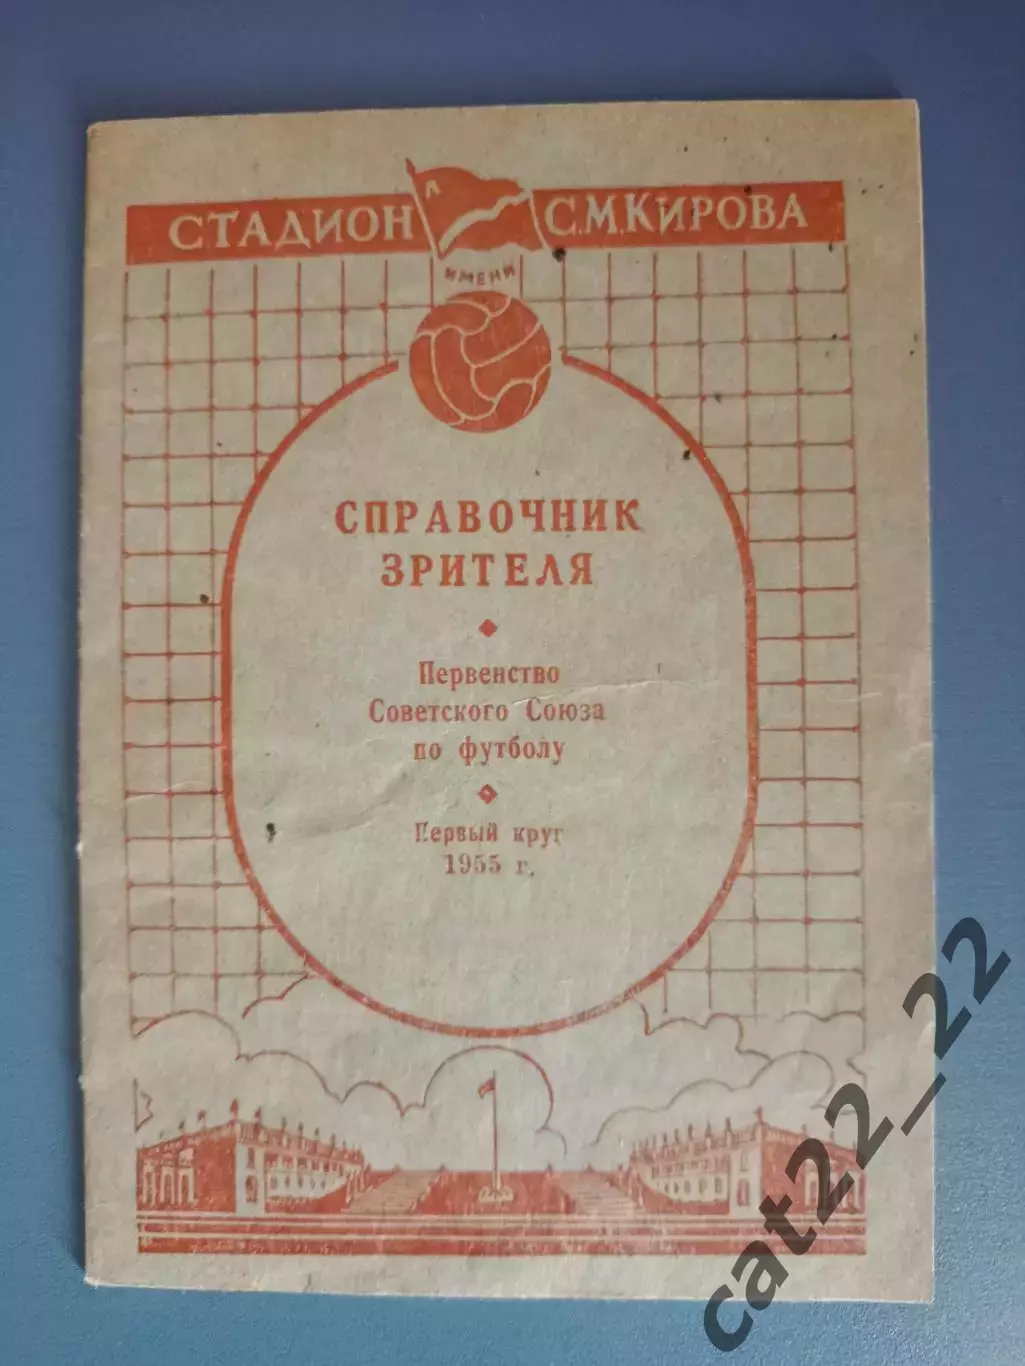 Л
СТАДИОН
ИМЕНИ
С.М.КИРОВА
СПРАВОЧНИК
ЗРИТЕЛЯ
Первенство
Советского Союза
по футболу
Первый круг
1955 г.
cat22_22